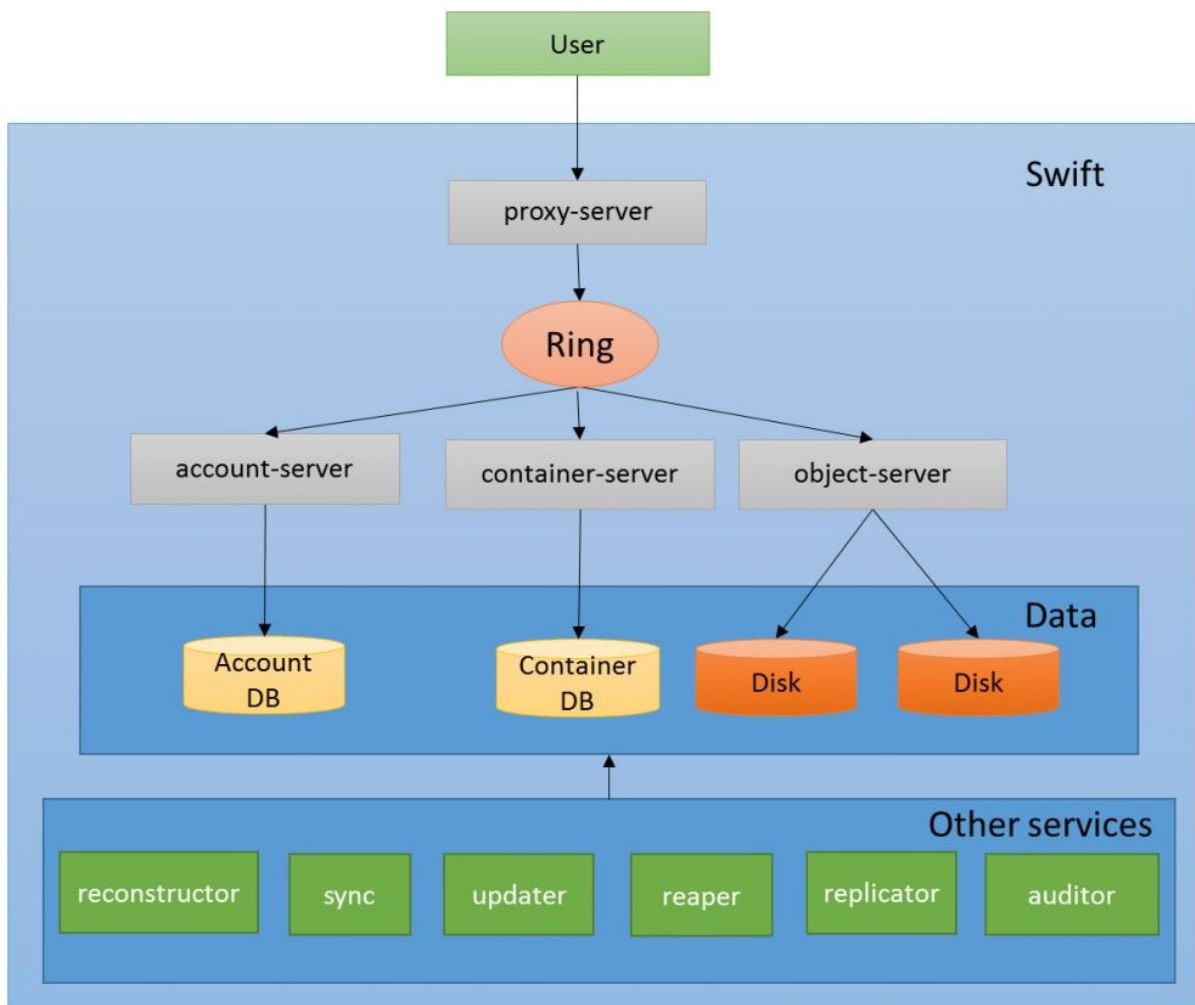 User
Swift
proxy-server
Ring
account-server
container-server
object-server
Data
Account
DB
Container
DB
Disk
Disk
Other services
reconstructor
sync
updater
reaper
replicator
auditor